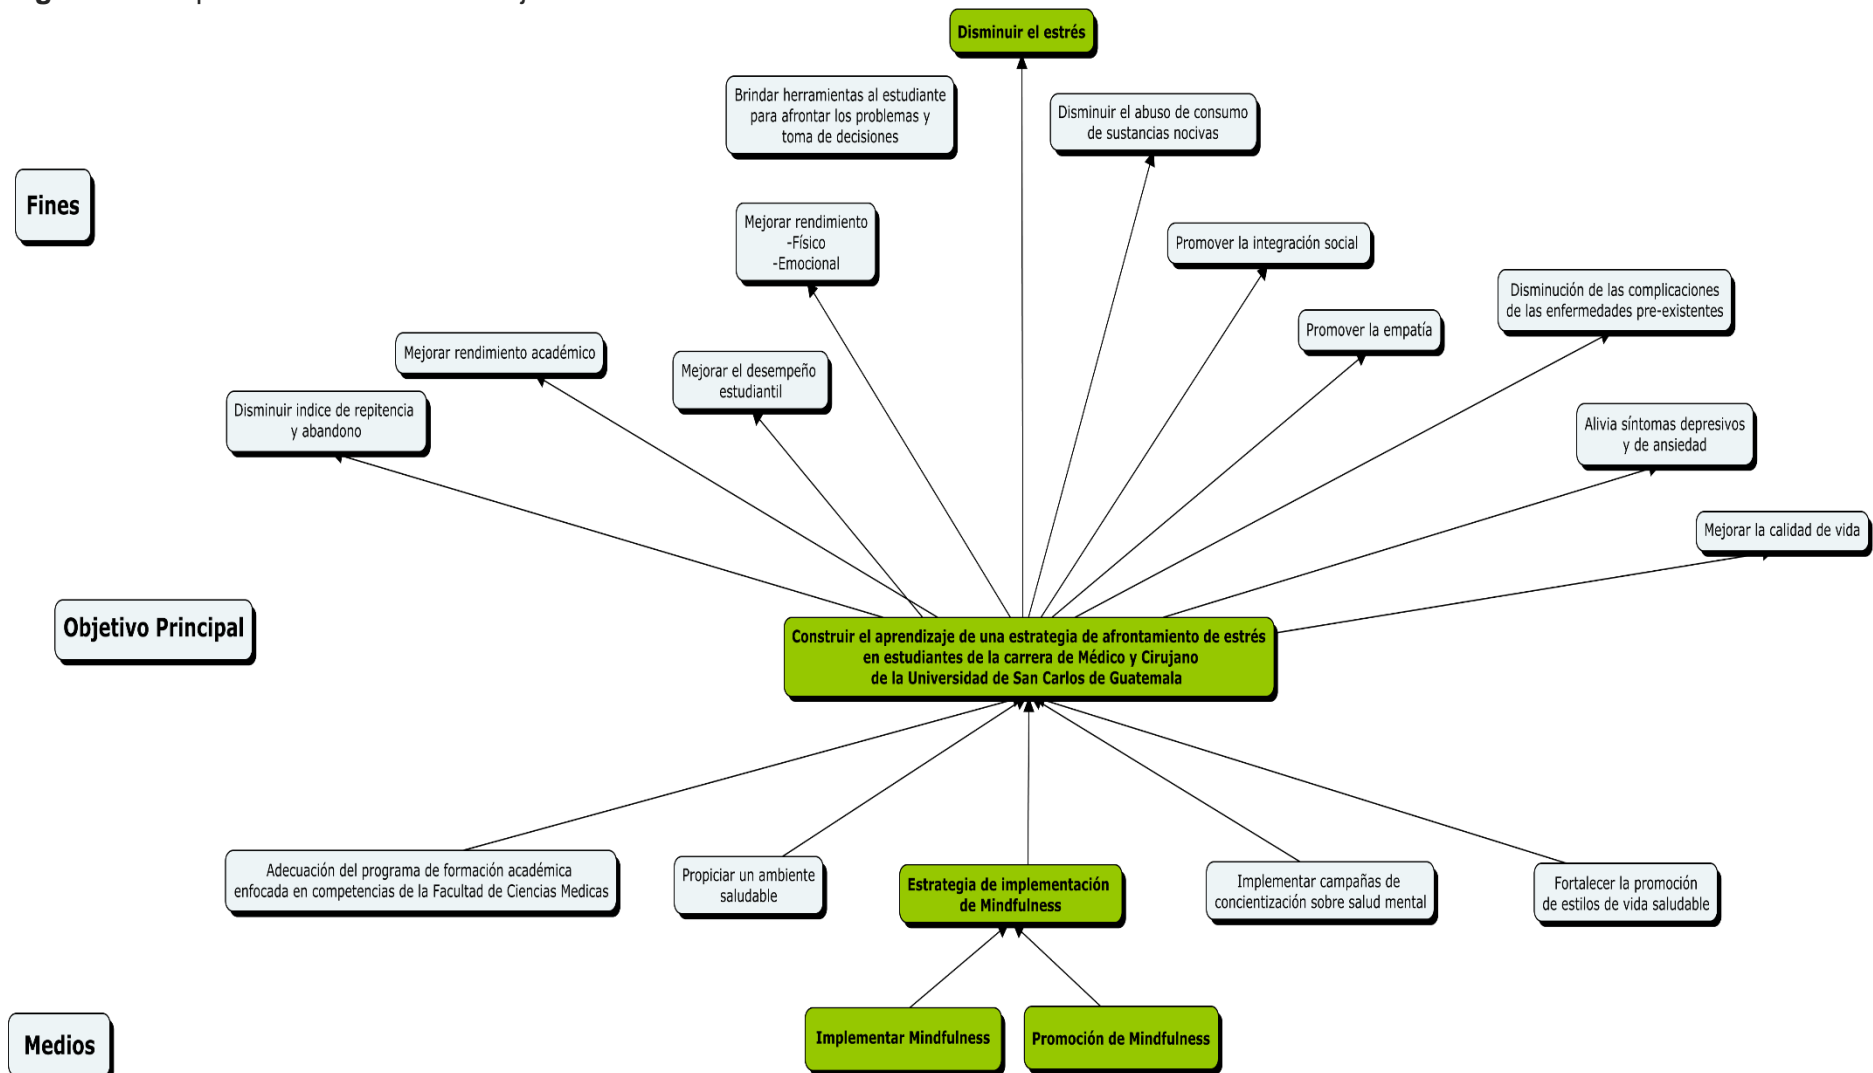 Disminuir el estrés
Brindar herramientas al estudiante
para afrontar los problemas y
toma de decisiones
Disminuir el abuso de consumo
de sustancias nocivas
Fines
Mejorar rendimiento
-Físico
-Emocional
Promover la integración social
Disminución de las complicaciones
de las enfermedades pre-existentes
Promover la empatía
Mejorar rendimiento académico
Mejorar el desempeño
estudiantil
Disminuir indice de repitencia
y abandono
Alivia síntomas depresivos
y de ansiedad
Mejorar la calidad de vida
Objetivo Principal
Construir el aprendizaje de una estrategia de afrontamiento de estrés
en estudiantes de la carrera de Médico y Cirujano
de la Universidad de San Carlos de Guatemala
Adecuación del programa de formación académica
enfocada en competencias de la Facultad de Ciencias Medicas
Propiciar un ambiente
saludable
Estrategia de implementación
de Mindfulness
Implementar campañas de
concientización sobre salud mental
Fortalecer la promoción
de estilos de vida saludable
Medios
Implementar Mindfulness
Promoción de Mindfulness